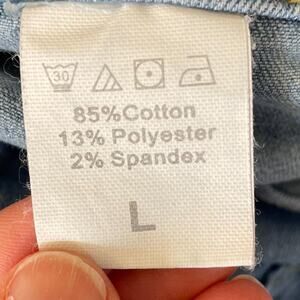 30
85%Cotton
13% Polyester
2% Spandex
L